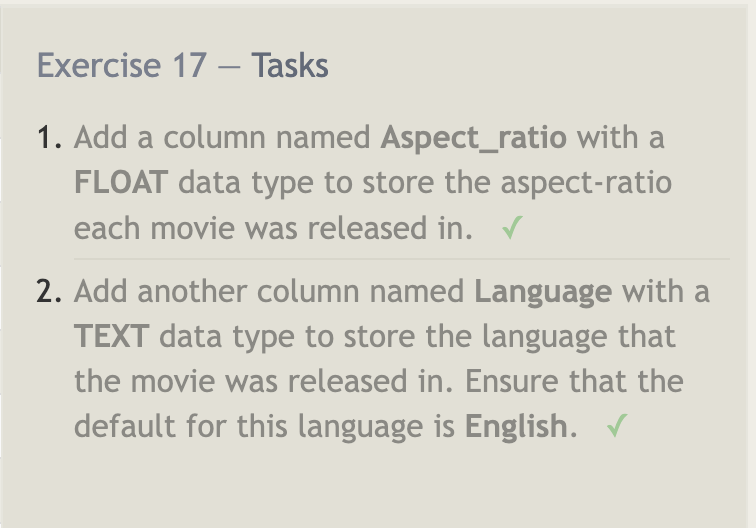 Exercise 17 — Tasks
1. Add a column named Aspect_ratio with a
FLOAT data type to store the aspect-ratio
each movie was released in. ✓
2. Add another column named Language with a
TEXT data type to store the language that
the movie was released in. Ensure that the
default for this language is English. ✓